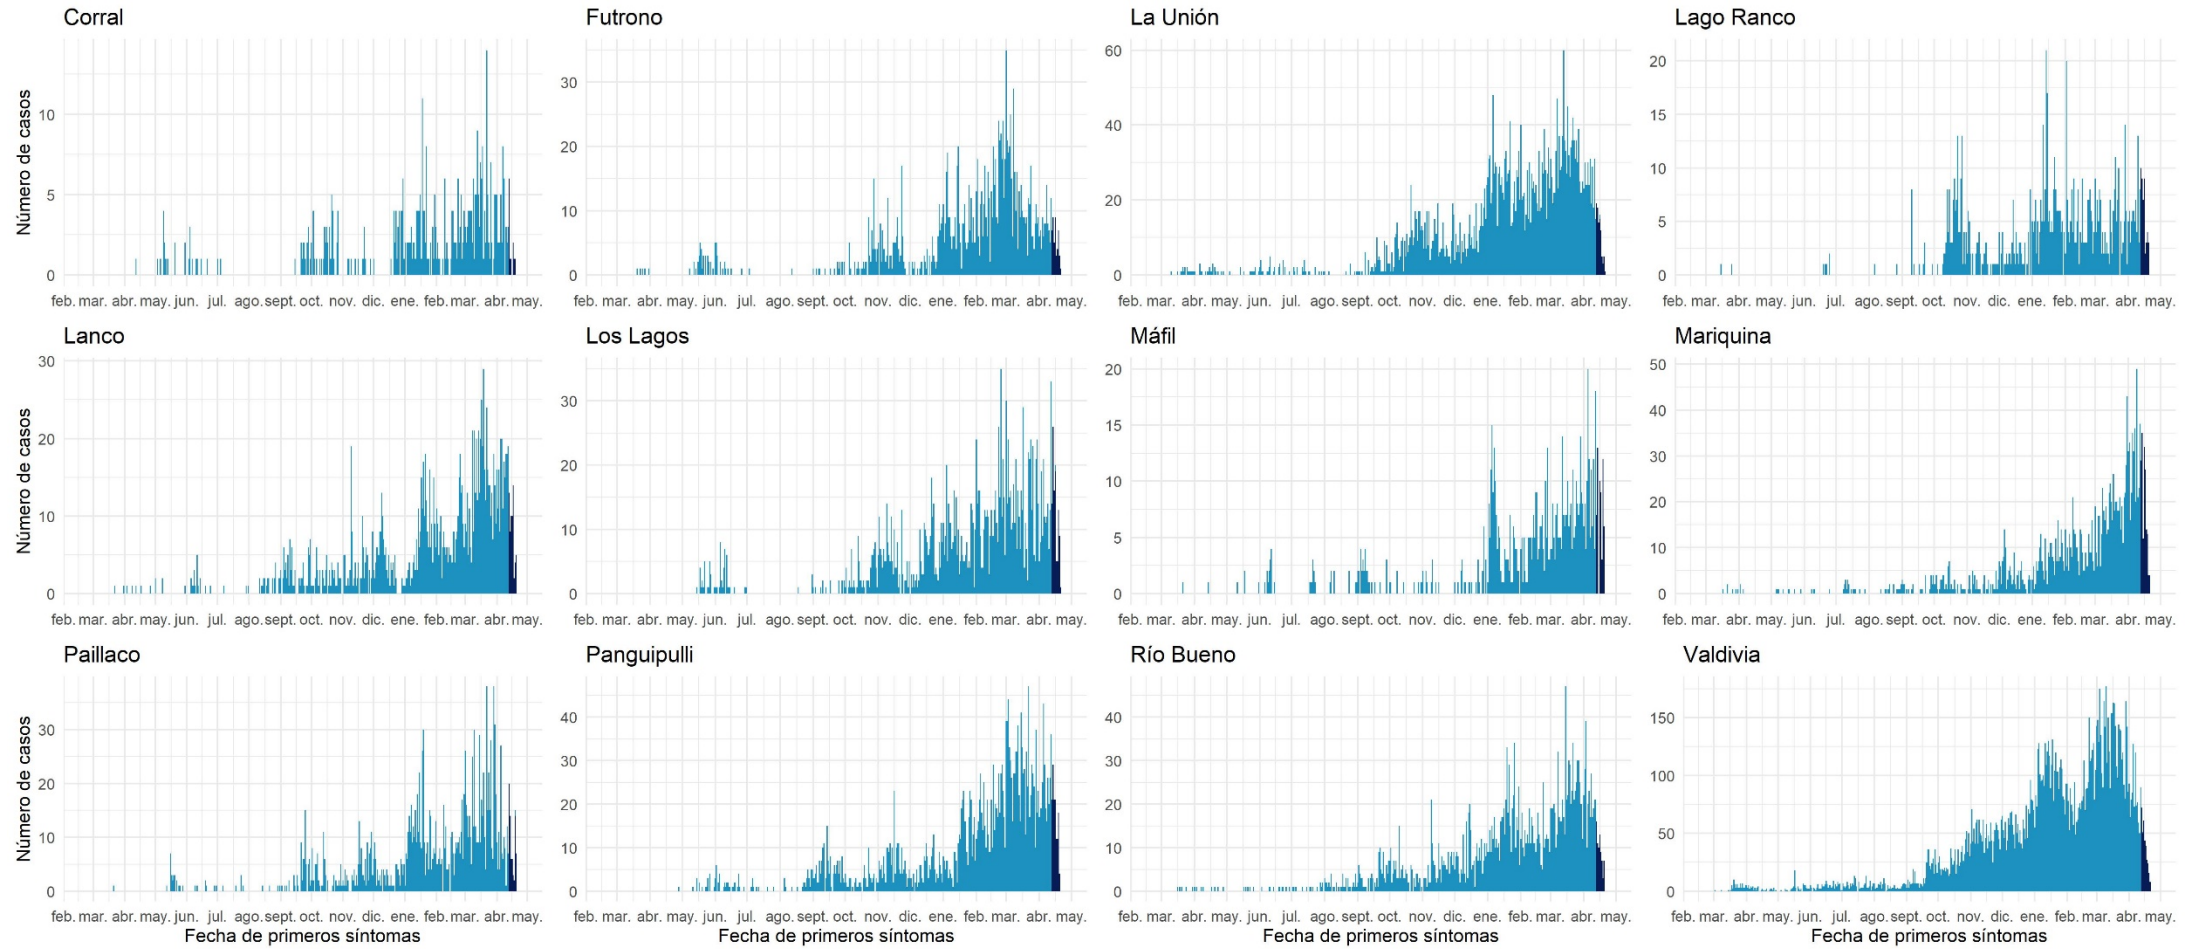 Corral
Futrono
La Unión
Lago Ranco
Número de casos
10
5
0
30
20
10
0
60
40
20
0
20
15
10
5
0
feb. mar. abr. may. jun. jul. ago. sept. oct. nov. dic. ene. feb. mar. abr. may.
feb. mar. abr. may. jun. jul. ago. sept. oct. nov. dic. ene. feb. mar. abr. may.
feb. mar. abr. may. jun. jul. ago. sept. oct. nov. dic. ene. feb. mar. abr. may.
feb. mar. abr. may. jun. jul. ago. sept. oct. nov. dic. ene. feb. mar. abr. may.
Lanco
Los Lagos
Máfil
Mariquina
Número de casos
30
20
10
0
30
20
10
0
20
15
10
5
0
50
40
30
20
10
0
feb. mar. abr. may. jun. jul. ago. sept. oct. nov. dic. ene. feb. mar. abr. may.
feb. mar. abr. may. jun. jul. ago. sept. oct. nov. dic. ene. feb. mar. abr. may.
feb. mar. abr. may. jun. jul. ago. sept. oct. nov. dic. ene. feb. mar. abr. may.
feb. mar. abr. may. jun. jul. ago. sept. oct. nov. dic. ene. feb. mar. abr. may.
Paillaco
Panguipulli
Río Bueno
Valdivia
Número de casos
30
20
10
0
40
30
20
10
0
40
30
20
10
0
150
100
50
0
feb. mar. abr. may. jun. jul. ago. sept. oct. nov. dic. ene. feb. mar. abr. may.
feb. mar. abr. may. jun. jul. ago. sept. oct. nov. dic. ene. feb. mar. abr. may.
feb. mar. abr. may. jun. jul. ago. sept. oct. nov. dic. ene. feb. mar. abr. may.
feb. mar. abr. may. jun. jul. ago. sept. oct. nov. dic. ene. feb. mar. abr. may.
Fecha de primeros síntomas
Fecha de primeros síntomas
Fecha de primeros síntomas
Fecha de primeros síntomas